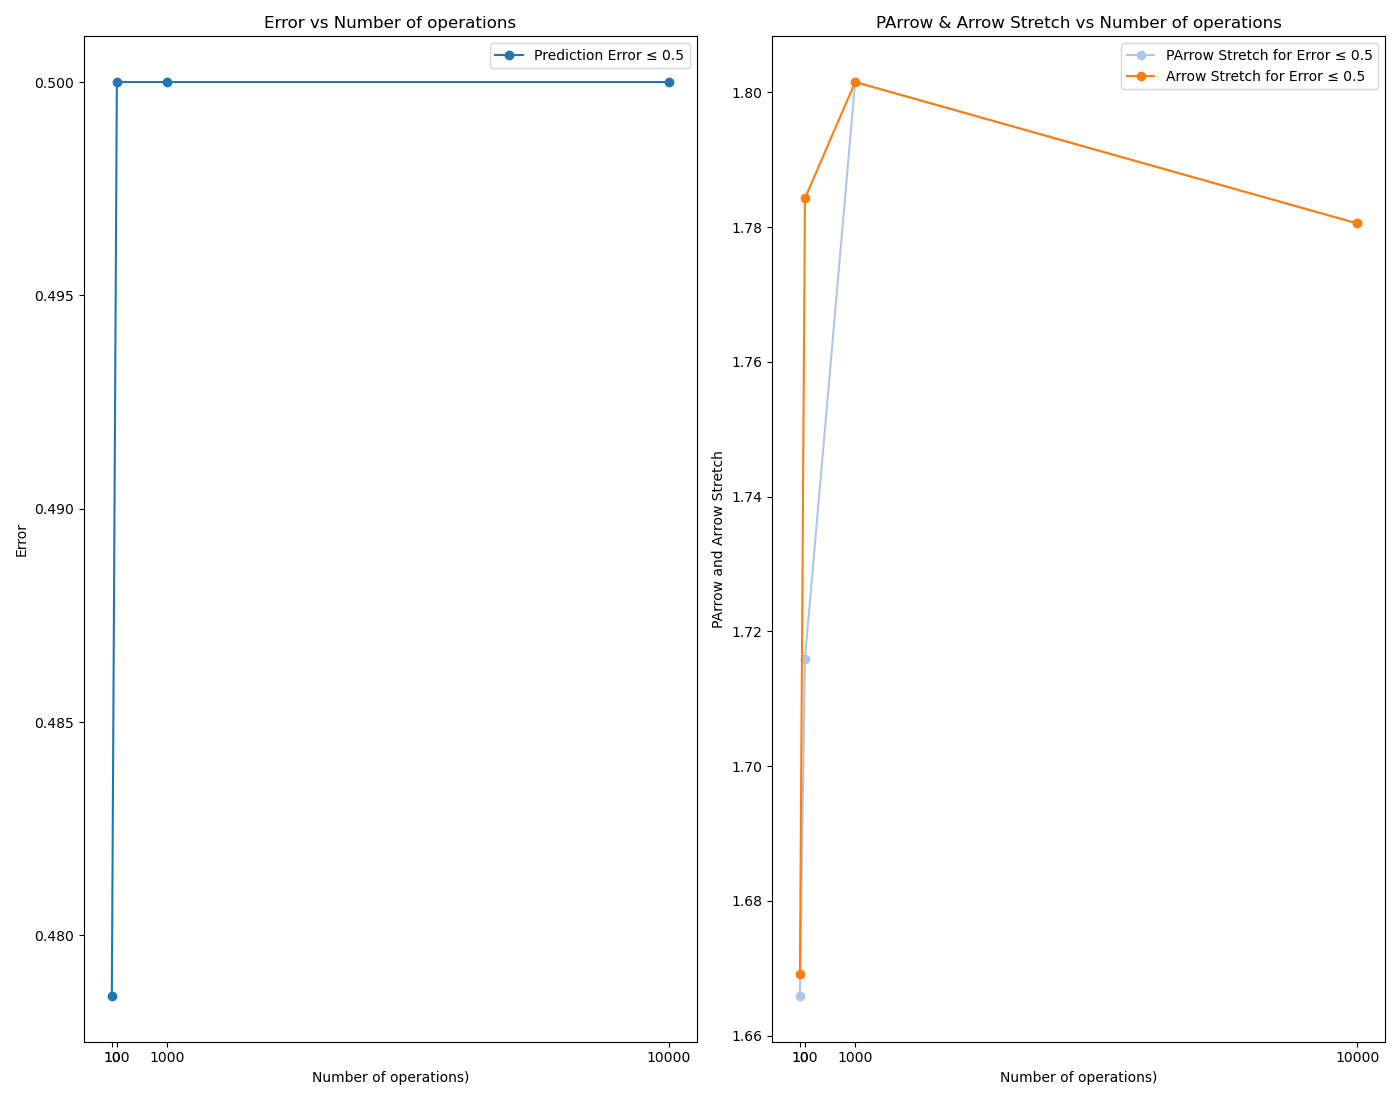 Error vs Number of operations
Prediction Error ≤ 0.5
0.500
0.495
0.490
0.485
0.480
Error
10
100
1000
10000
Number of operations)
PArrow & Arrow Stretch vs Number of operations
PArrow Stretch for Error ≤ 0.5
Arrow Stretch for Error ≤ 0.5
1.80
1.78
1.76
1.74
1.72
1.70
1.68
1.66
PArrow and Arrow Stretch
10
100
1000
10000
Number of operations)